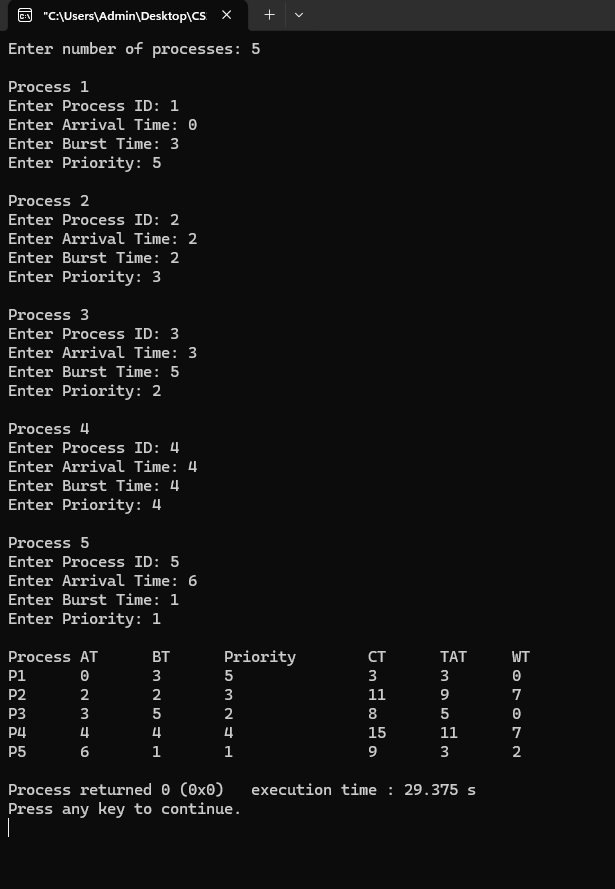 "C:\Users\Admin\Desktop\CS
Enter number of processes: 5
Process 1
Enter Process ID: 1
Enter Arrival Time: 0
Enter Burst Time: 3
Enter Priority: 5
Process 2
Enter Process ID: 2
Enter Arrival Time: 2
Enter Burst Time: 2
Enter Priority: 3
Process 3
Enter Process ID: 3
Enter Arrival Time: 3
Enter Burst Time: 5
Enter Priority: 2
Process 4
Enter Process ID: 4
Enter Arrival Time: 4
Enter Burst Time: 4
Enter Priority: 4
Process 5
Enter Process ID: 5
Enter Arrival Time: 6
Enter Burst Time: 1
Enter Priority: 1
Process AT BT Priority CT TAT WT
P1 0 3 5 3 3 0
P2 2 2 3 11 9 7
P3 3 5 2 8 5 0
P4 4 4 4 15 11 7
P5 6 1 1 9 3 2
Process returned 0 (0x0) execution time : 29.375 s
Press any key to continue.